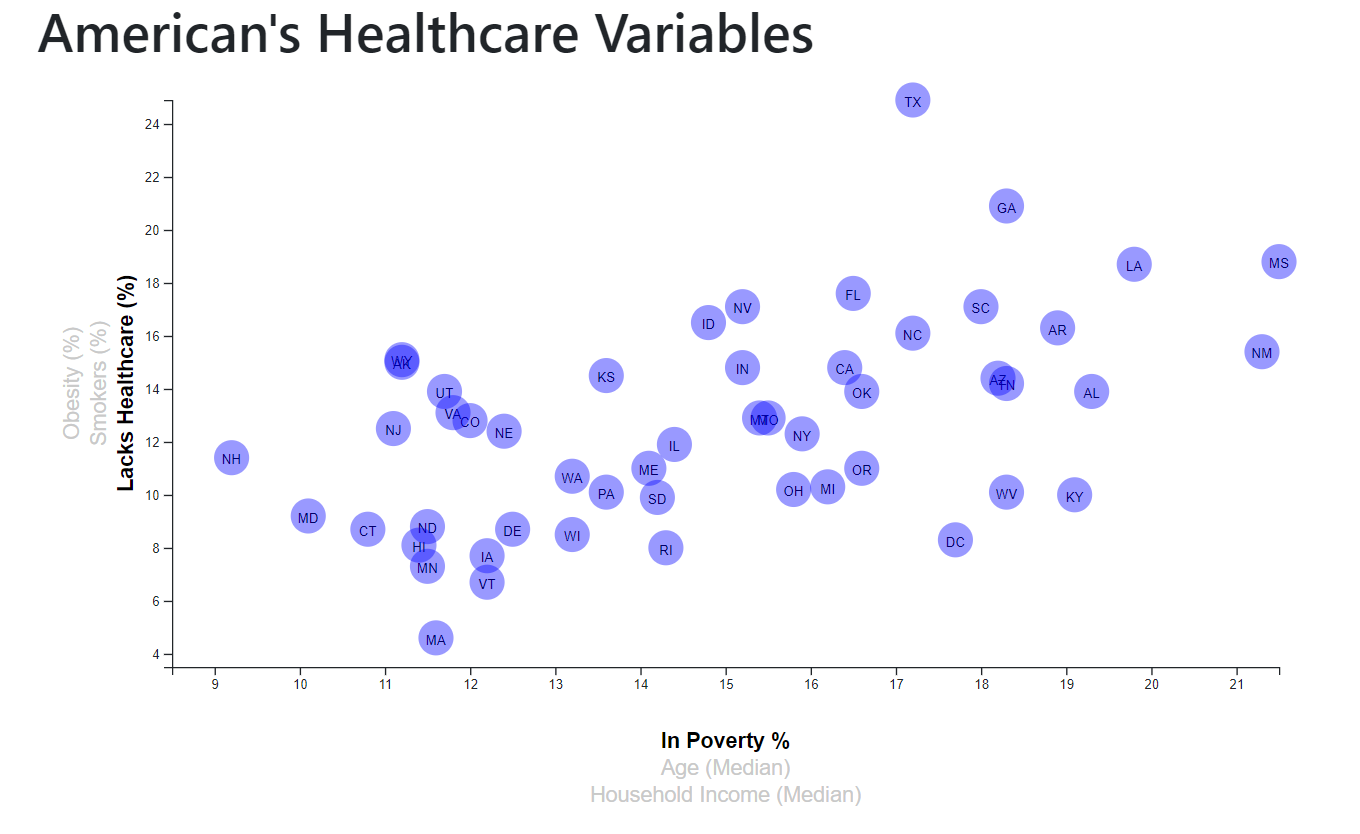 American's Healthcare Variables
24
22
20
18
16
14
12
10
8
6
4
Obesity (%)
Smokers (%)
Lacks Healthcare (%)
TX
GA
LA
MS
FL
NV
SC
ID
AR
NC
NM
WY
AK
IN
CA
KS
AZ
TN
UT
OK
AL
VA
CO
MT
MO
NJ
NE
NY
IL
NH
ME
OR
WA
PA
SD
OH
MI
WV
KY
MD
CT
ND
DE
WI
HI
RI
DC
IA
MN
VT
MA
9 10 11 12 13 14 15 16 17 18 19 20 21
In Poverty %
Age (Median)
Household Income (Median)